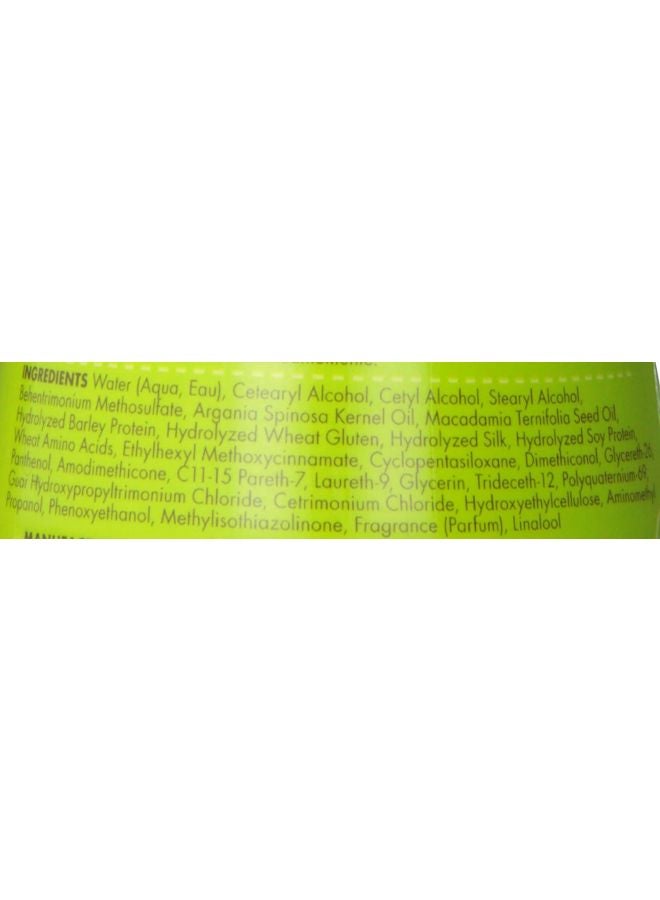 INGREDIENTS Water (Aqua, Eau), Cetearyl Alcohol, Cetyl Alcohol, Stearyl Alcohol,
Behentrimonium Methosulfate, Argania Spinosa Kernel Oil, Macadamia Ternifolia Seed Oil,
Hydrolyzed Barley Protein, Hydrolyzed Wheat Gluten, Hydrolyzed Silk, Hydrolyzed Soy Protein,
Wheat Amino Acids, Ethylhexyl Methoxycinnamate, Cyclopentasiloxane, Dimethiconol, Glycereth-26,
Panthenol, Amodimethicone, C11-15 Pareth-7, Laureth-9, Glycerin, Trideceth-12, Polyquaternium-69,
Guar Hydroxypropyltrimonium Chloride, Cetrimonium Chloride, Hydroxyethylcellulose, Aminomethyl
Propanol, Phenoxyethanol, Methylisothiazolinone, Fragrance (Parfum), Linalool